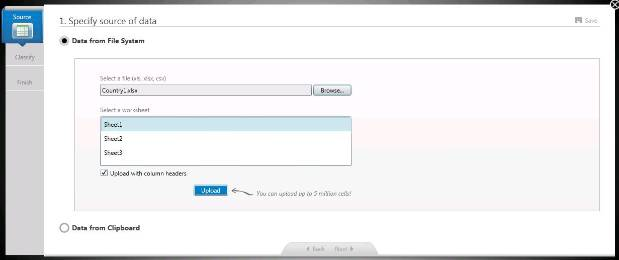 Source
Classify
Finish
1. Specify source of data
Save
Data from File System
Select a file (xls, xlsx, csv)
Country1.xlsx
Browse...
Select a worksheet
Sheet1
Sheet2
Sheet3
Upload with column headers
Upload
You can upload up to 5 million cells!
Data from Clipboard
Back Next